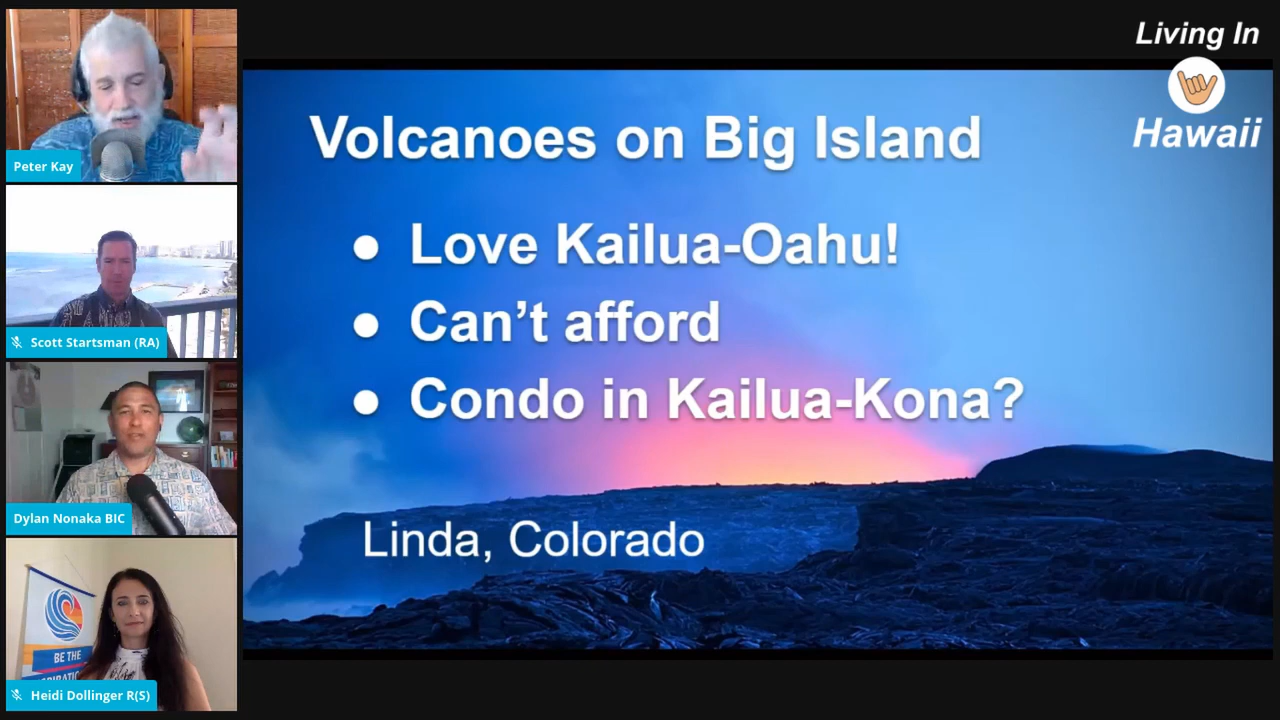 Living In
Hawaii
Peter Kay
Scott Startsman (RA)
Dylan Nonaka BIC
BE THE
Heidi Dollinger R(S)
Volcanoes on Big Island
● Love Kailua-Oahu!
● Can’t afford
● Condo in Kailua-Kona?
Linda, Colorado